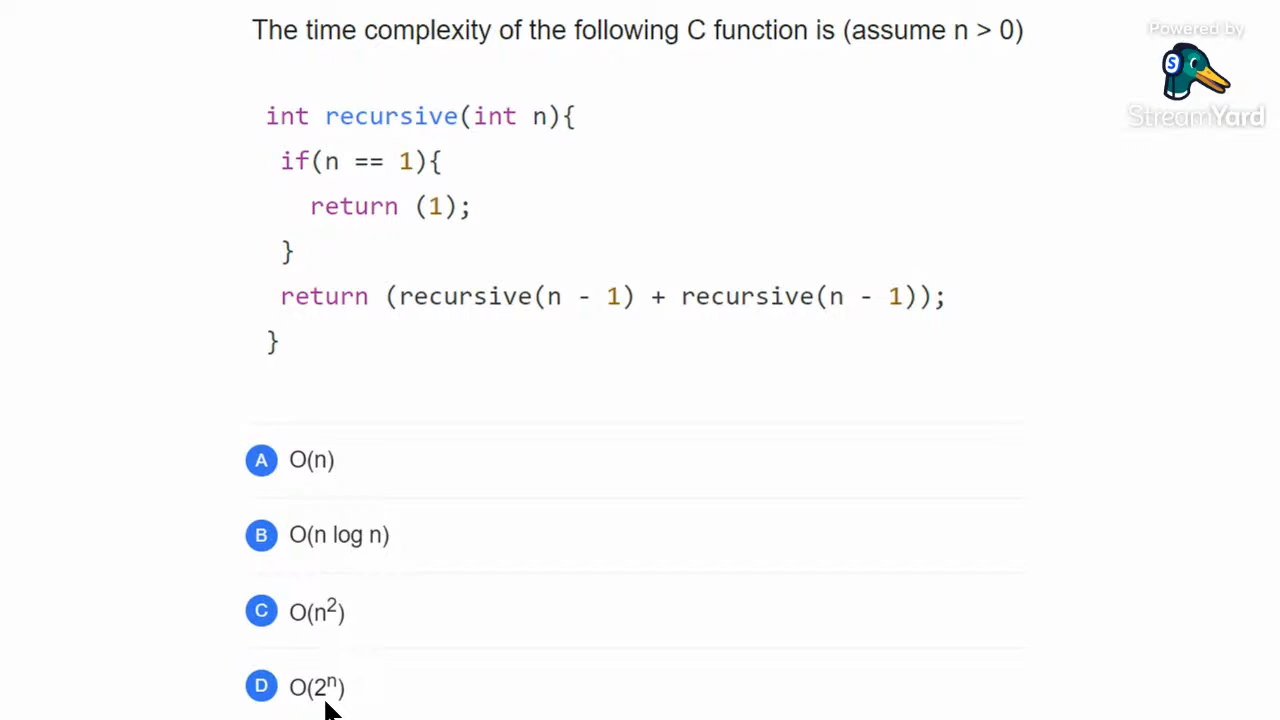 The time complexity of the following C function is (assume n > 0)
Powered by
S
StreamYard
int recursive(int n){
if(n == 1){
return (1);
}
return (recursive(n - 1) + recursive(n - 1));
}
A O(n)
B O(n log n)
C O(n²)
D O(2ⁿ)